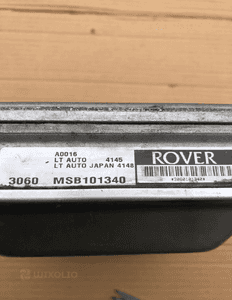 A0016
LT AUTO 4145
LT AUTO JAPAN 4148
ROVER
3060 MSB101340